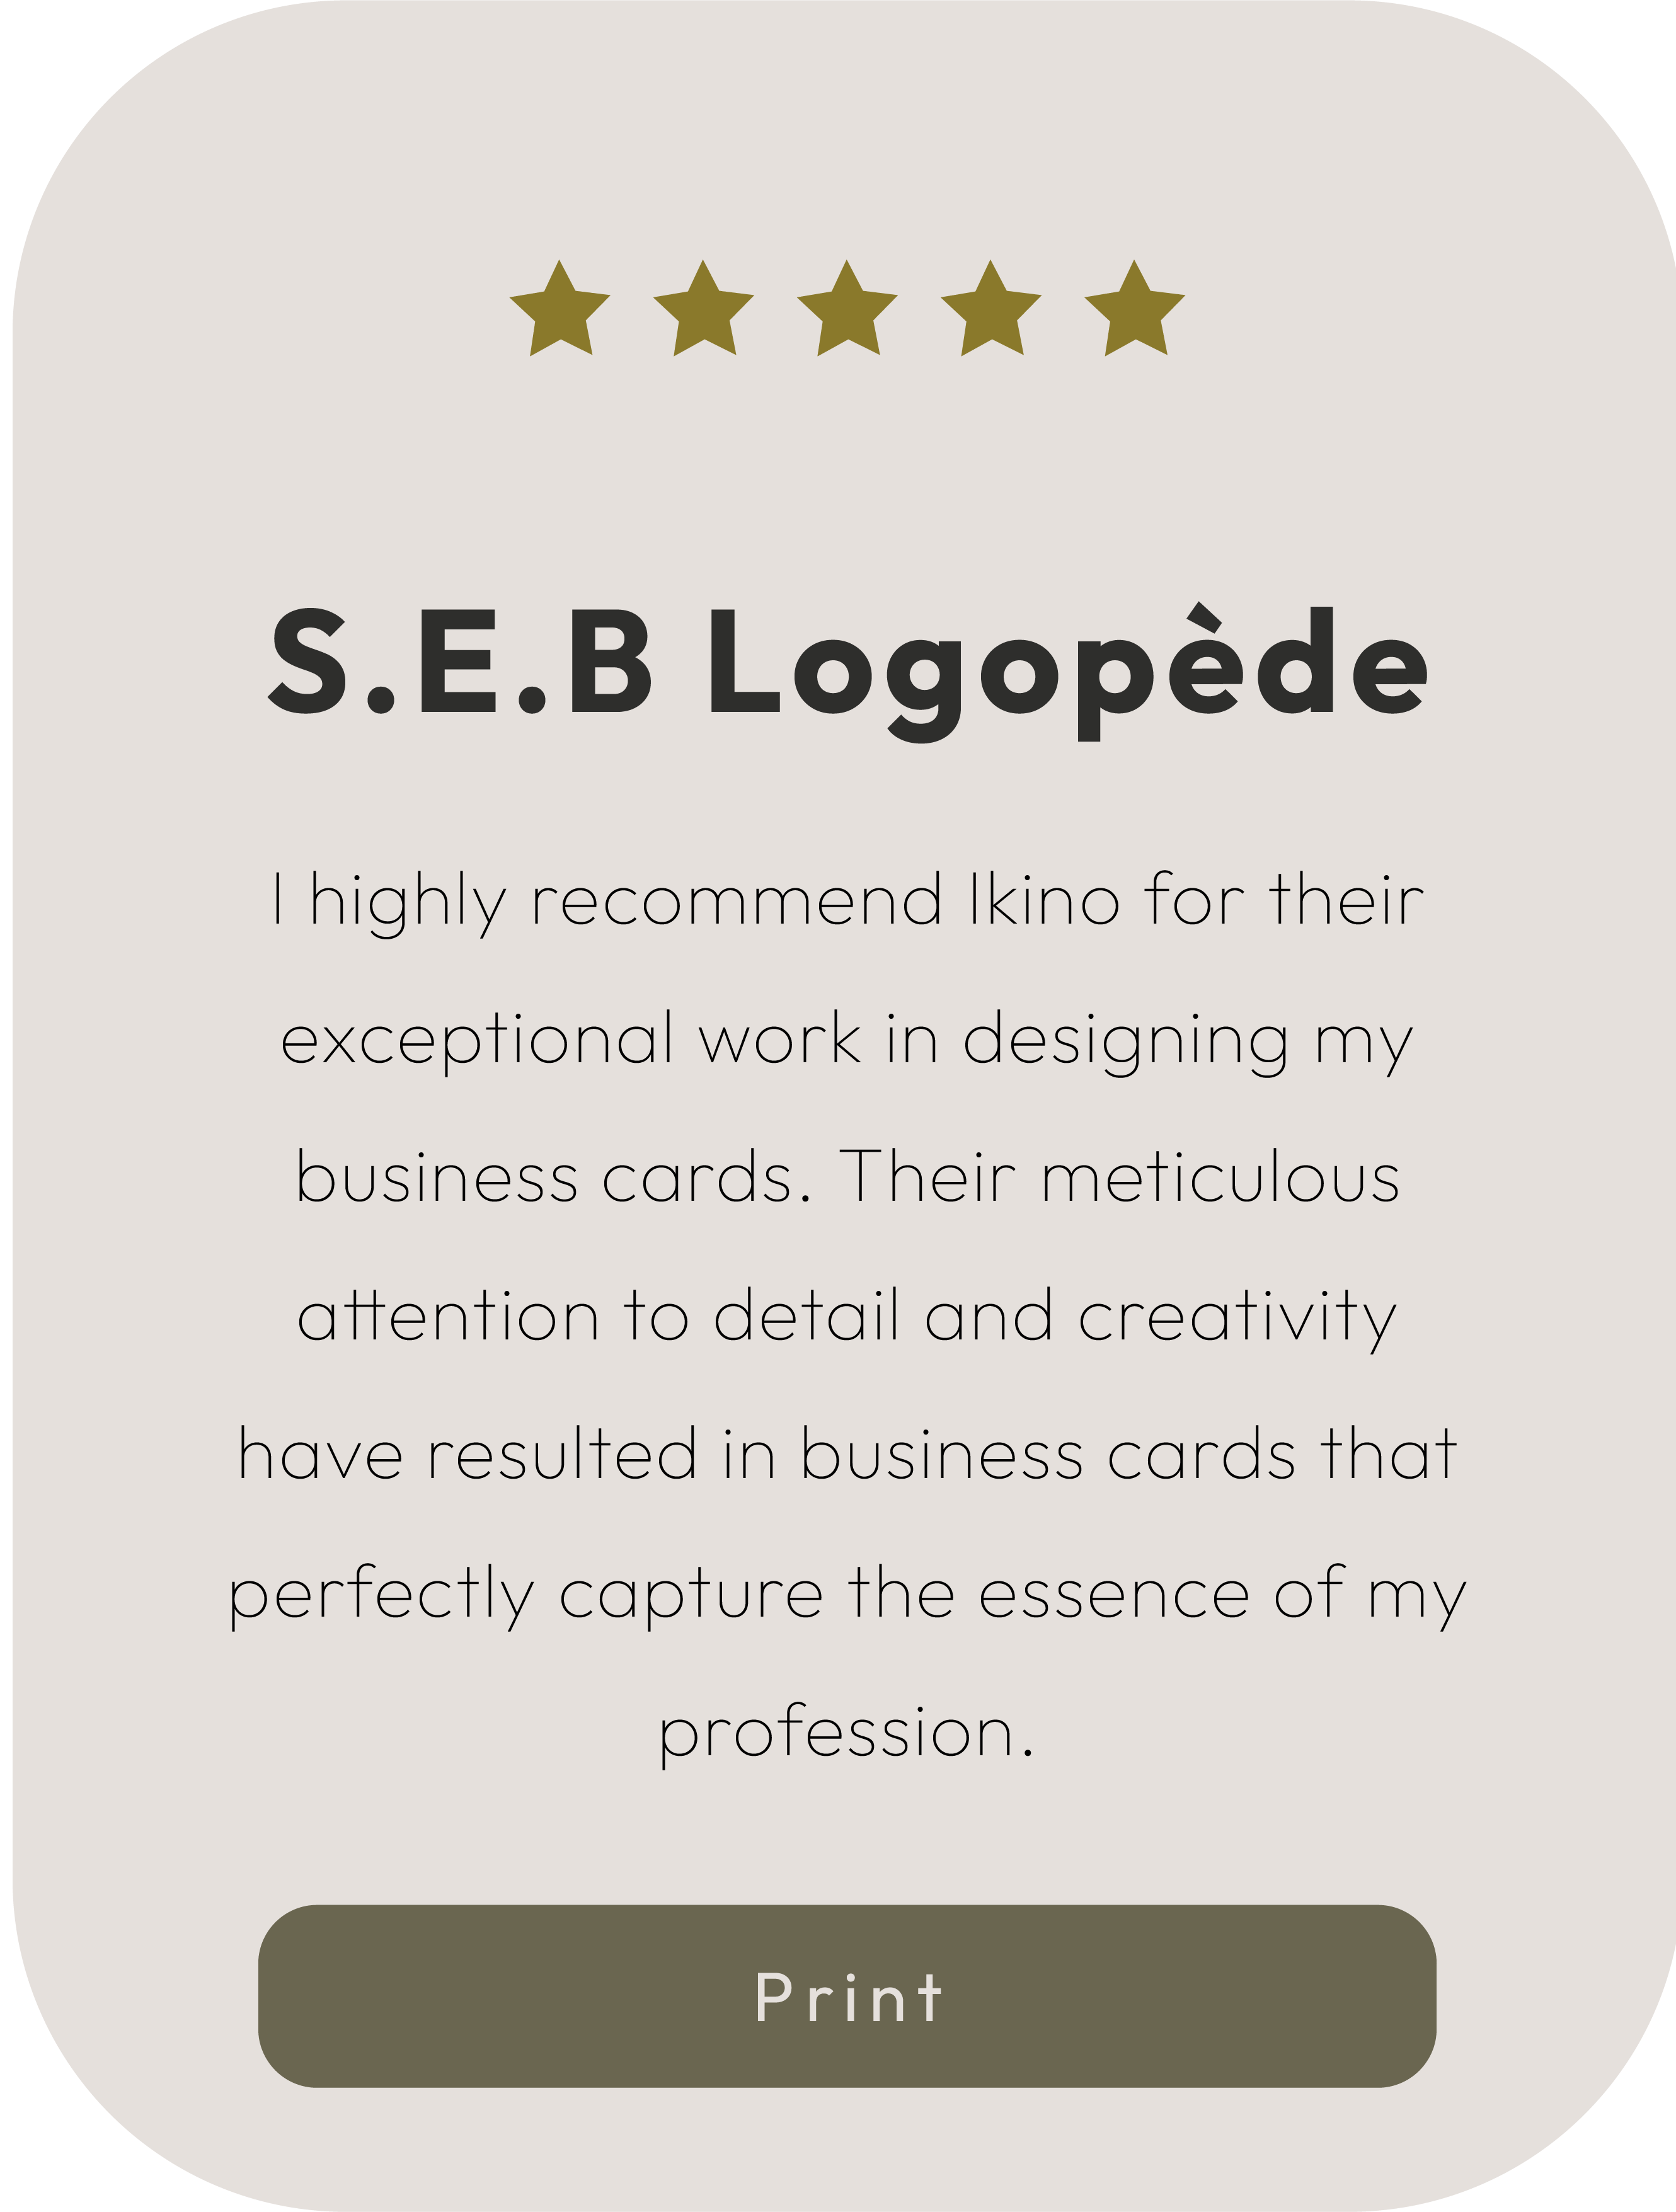 S.E.B Logopède
I highly recommend Ikino for their
exceptional work in designing my
business cards. Their meticulous
attention to detail and creativity
have resulted in business cards that
perfectly capture the essence of my
profession.
Print